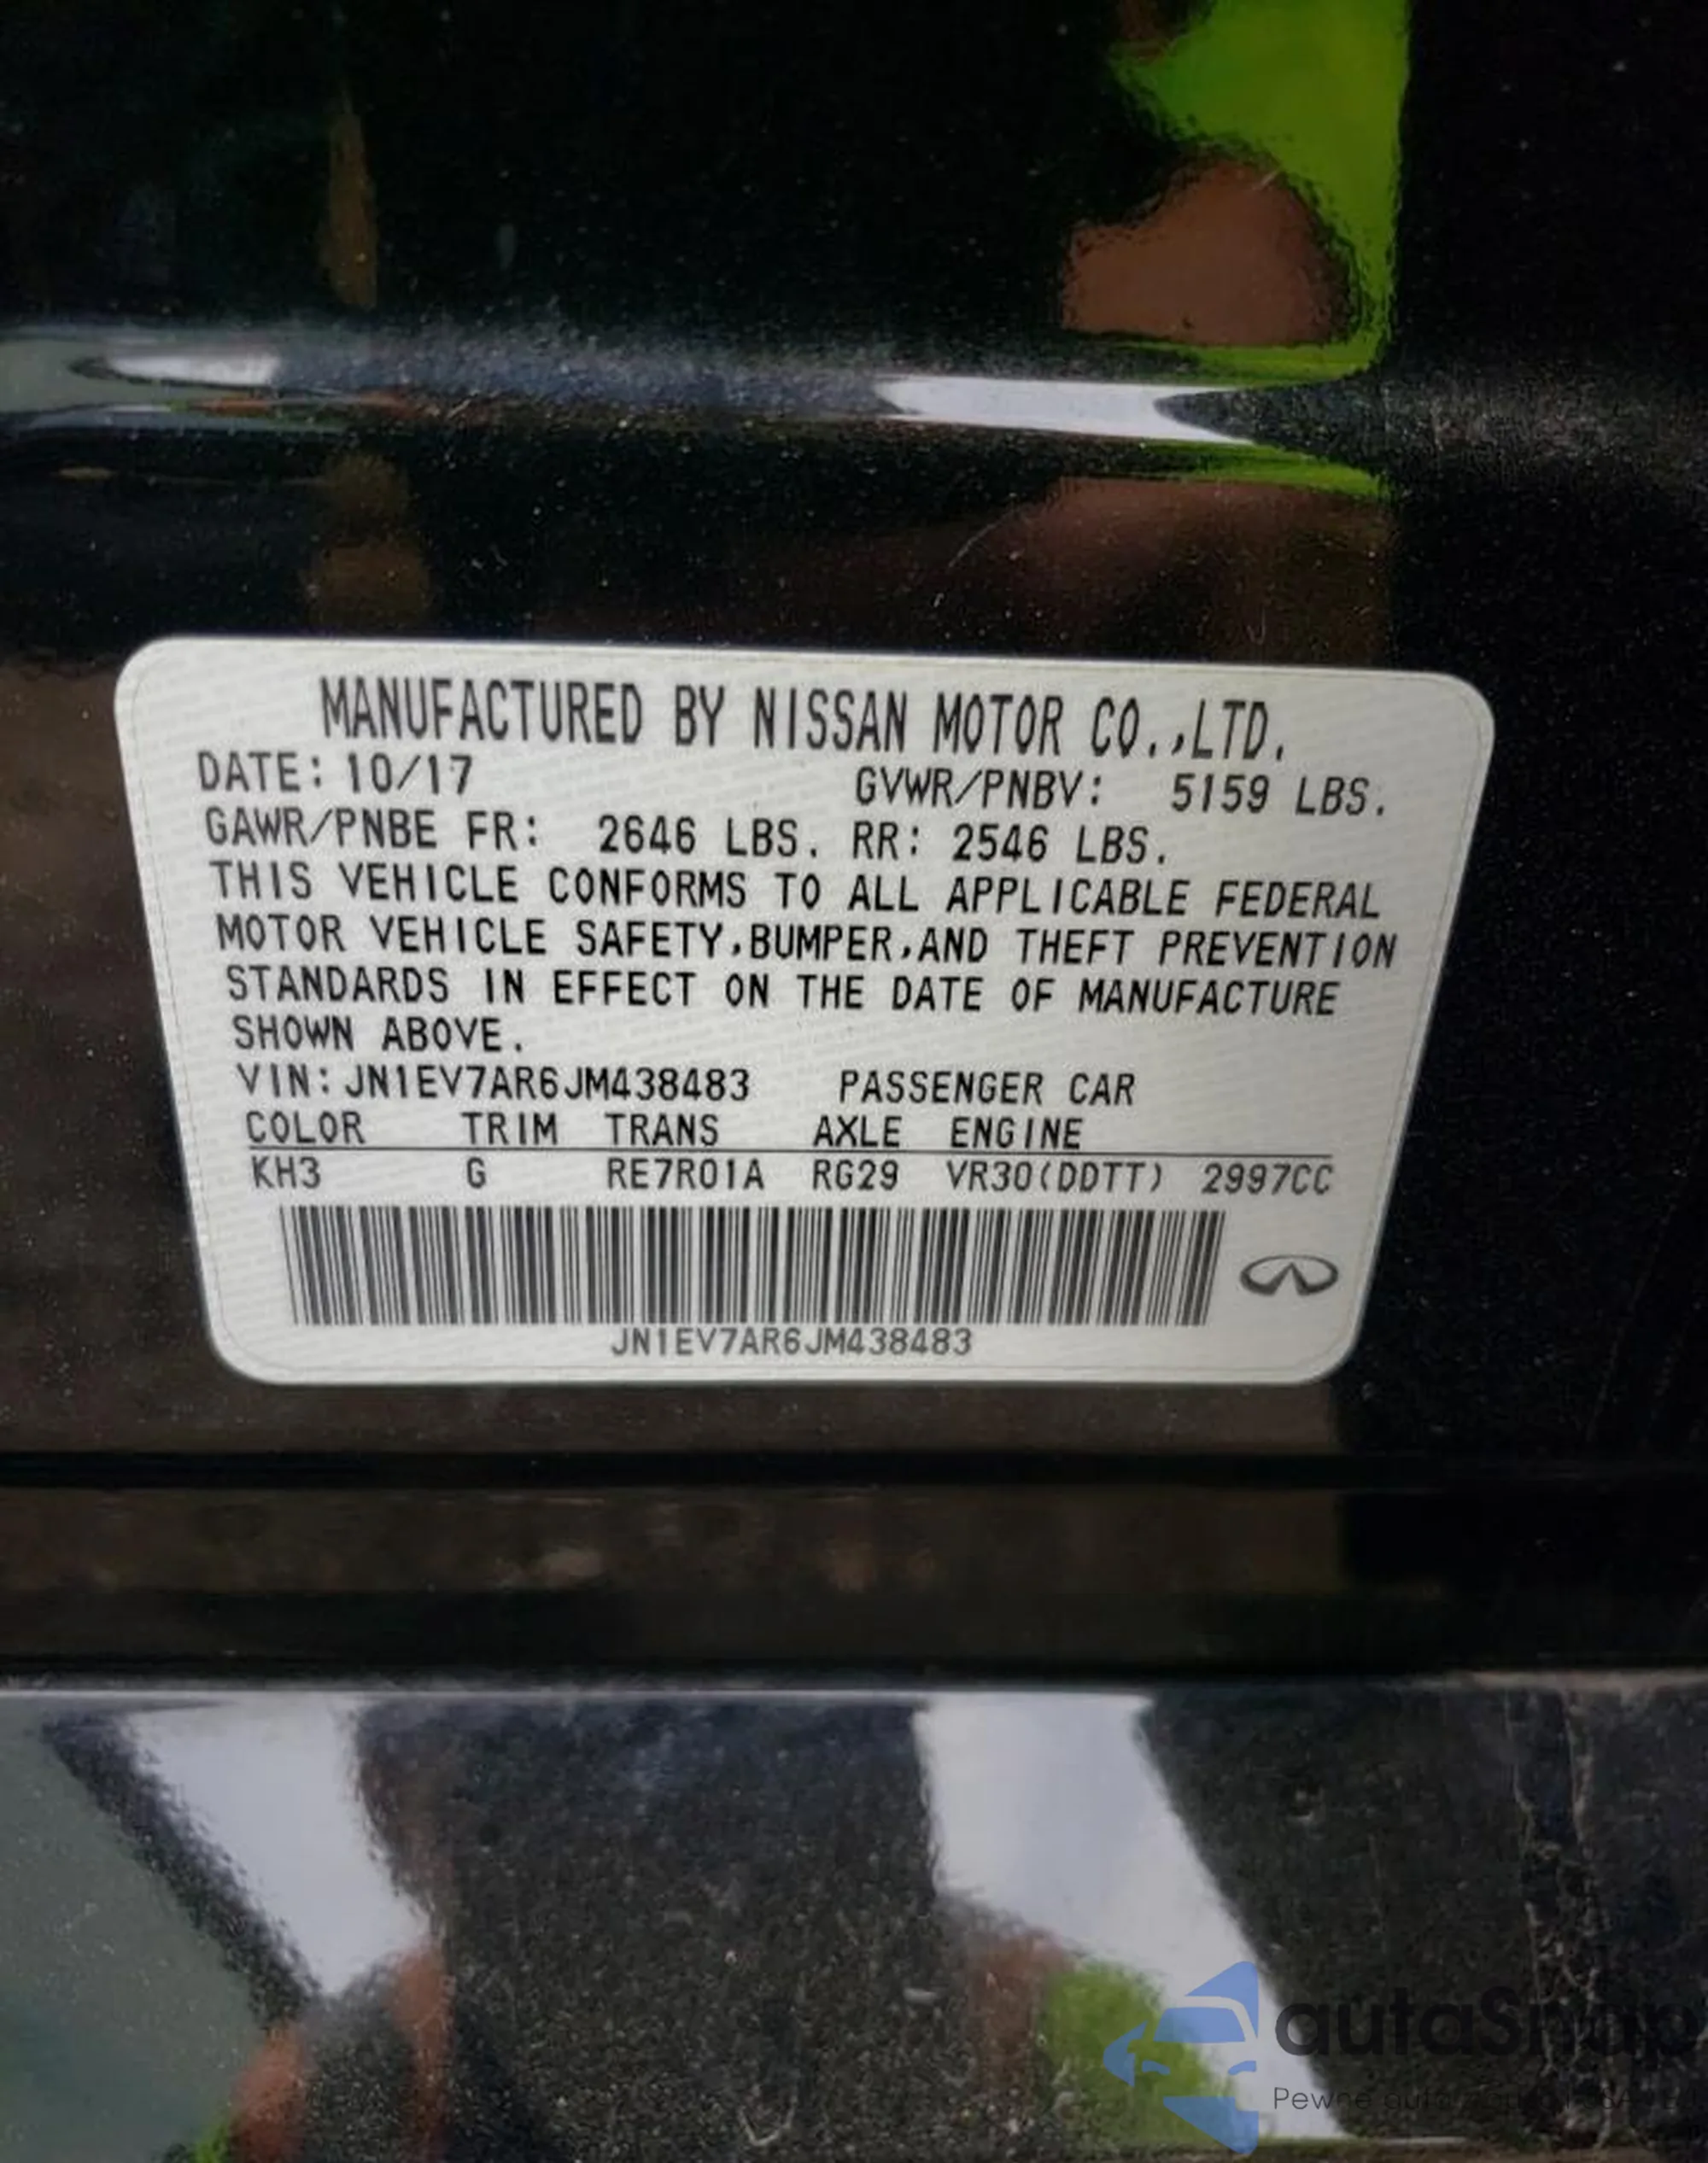 MANUFACTURED BY NISSAN MOTOR CO.,LTD.
DATE: 10/17 GVWR/PNBV: 5159 LBS.
GAWR/PNBE FR: 2646 LBS. RR: 2546 LBS.
THIS VEHICLE CONFORMS TO ALL APPLICABLE FEDERAL
MOTOR VEHICLE SAFETY,BUMPER,AND THEFT PREVENTION
STANDARDS IN EFFECT ON THE DATE OF MANUFACTURE
SHOWN ABOVE.
VIN: JN1EV7AR6JM438483 PASSENGER CAR
COLOR TRIM TRANS AXLE ENGINE
KH3 G RE7R01A RG29 VR30(DDTT) 2997CC
JN1EV7AR6JM438483
autaSnap
Pewne auta